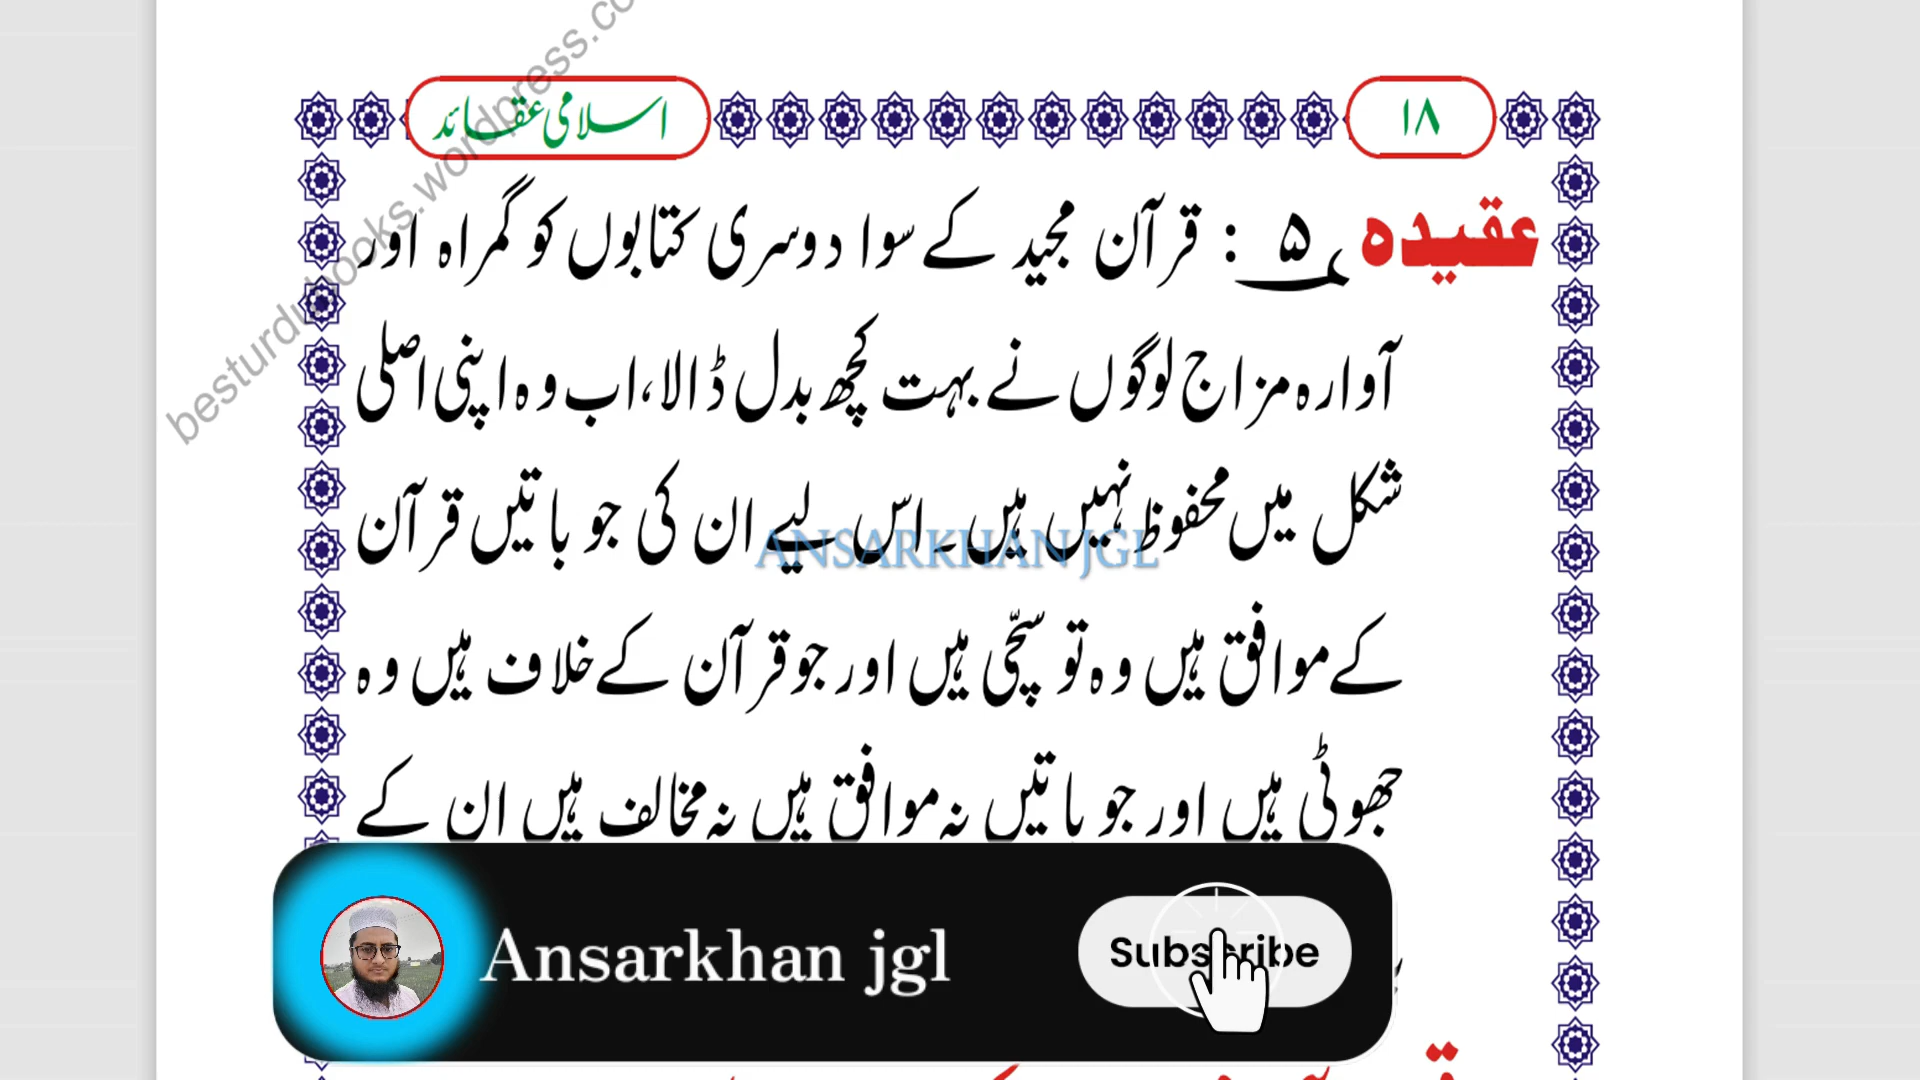 ۱۸
اسلامی عقائد
عقیدہ ۵ : قرآن مجید کے سوا دوسری کتابوں کو گمراہ اور
آوارہ مزاج لوگوں نے بہت کچھ بدل ڈالا، اب وہ اپنی اصلی
شکل میں محفوظ نہیں ہیں۔ اس لیے ان کی جو باتیں قرآن
کے موافق ہیں وہ تو سچّی ہیں اور جو قرآن کے خلاف ہیں وہ
جھوٹی ہیں اور جو باتیں نہ موافق ہیں نہ مخالف ہیں ان کے
besturdubooks.wordpress.co
ANSARKHAN JGL
Ansarkhan jgl
Subscribe